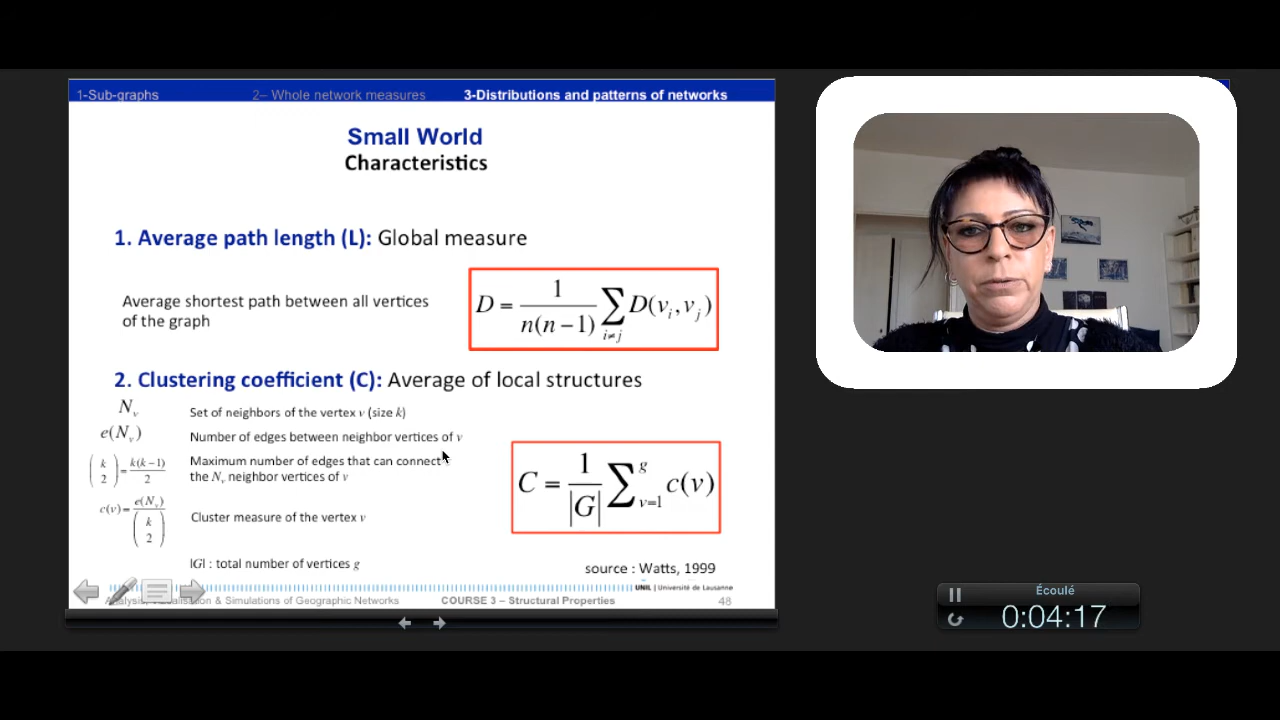 1-Sub-graphs 2– Whole network measures 3-Distributions and patterns of networks
Small World
Characteristics
1. Average path length (L): Global measure
Average shortest path between all vertices
of the graph
D = 1/n(n−1) ∑i≠j D(vi, vj)
2. Clustering coefficient (C): Average of local structures
Nv Set of neighbors of the vertex v (size k)
e(Nv) Number of edges between neighbor vertices of v
(k 2) = k(k−1)/2 Maximum number of edges that can connect
the Nv neighbor vertices of v
c(v) = e(Nv)/(k 2) Cluster measure of the vertex v
C = 1/|G| ∑v=1g c(v)
|G| : total number of vertices g
source : Watts, 1999
UNIL | Université de Lausanne
& Simulations of Geographic Networks COURSE 3 – Structural Properties 48
Écoulé
0:04:17